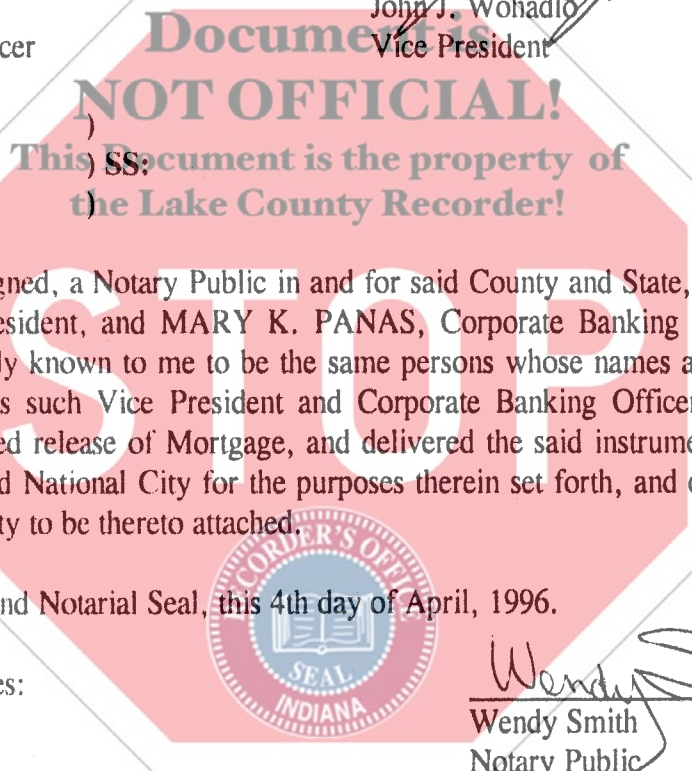 John J. Wohadlo
Document is
cer
Vice President
NOT OFFICIAL!
)
This Document is the property of
) SS:
the Lake County Recorder!
)
STOP
gned, a Notary Public in and for said County and State,
esident, and MARY K. PANAS, Corporate Banking
ly known to me to be the same persons whose names a
s such Vice President and Corporate Banking Officer
ed release of Mortgage, and delivered the said instrume
d National City for the purposes therein set forth, and
ty to be thereto attached.
RECORDER'S OFFICE
SEAL
INDIANA
nd Notarial Seal, this 4th day of April, 1996.
es:
Wendy
Wendy Smith
Notary Public